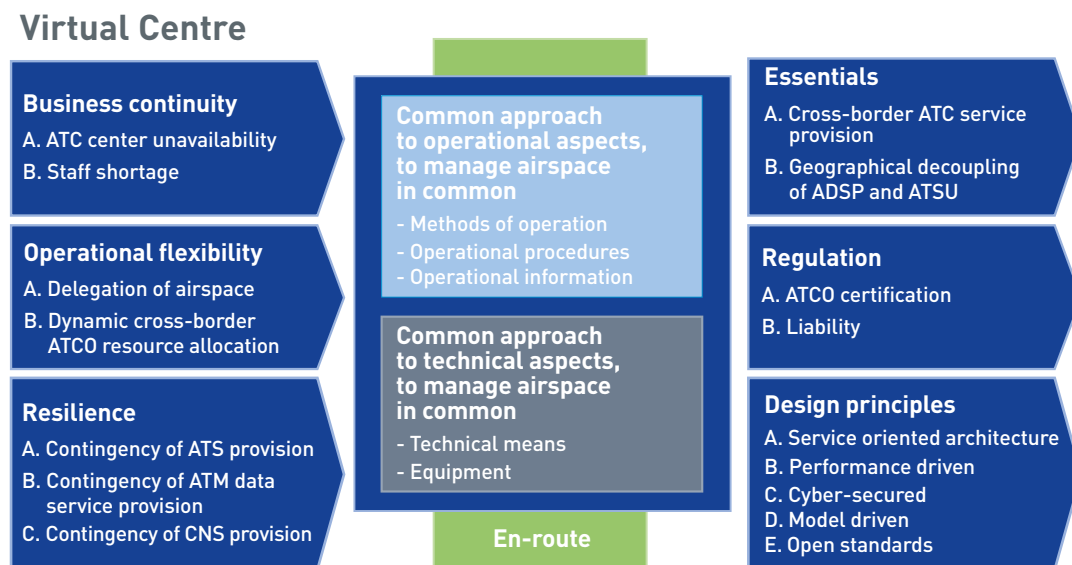 Virtual Centre
Business continuity
A. ATC center unavailability
B. Staff shortage
Operational flexibility
A. Delegation of airspace
B. Dynamic cross-border
ATCO resource allocation
Resilience
A. Contingency of ATS provision
B. Contingency of ATM data
service provision
C. Contingency of CNS provision
Common approach
to operational aspects,
to manage airspace
in common
- Methods of operation
- Operational procedures
- Operational information
Common approach
to technical aspects,
to manage airspace
in common
- Technical means
- Equipment
En-route
Essentials
A. Cross-border ATC service
provision
B. Geographical decoupling
of ADSP and ATSU
Regulation
A. ATCO certification
B. Liability
Design principles
A. Service oriented architecture
B. Performance driven
C. Cyber-secured
D. Model driven
E. Open standards